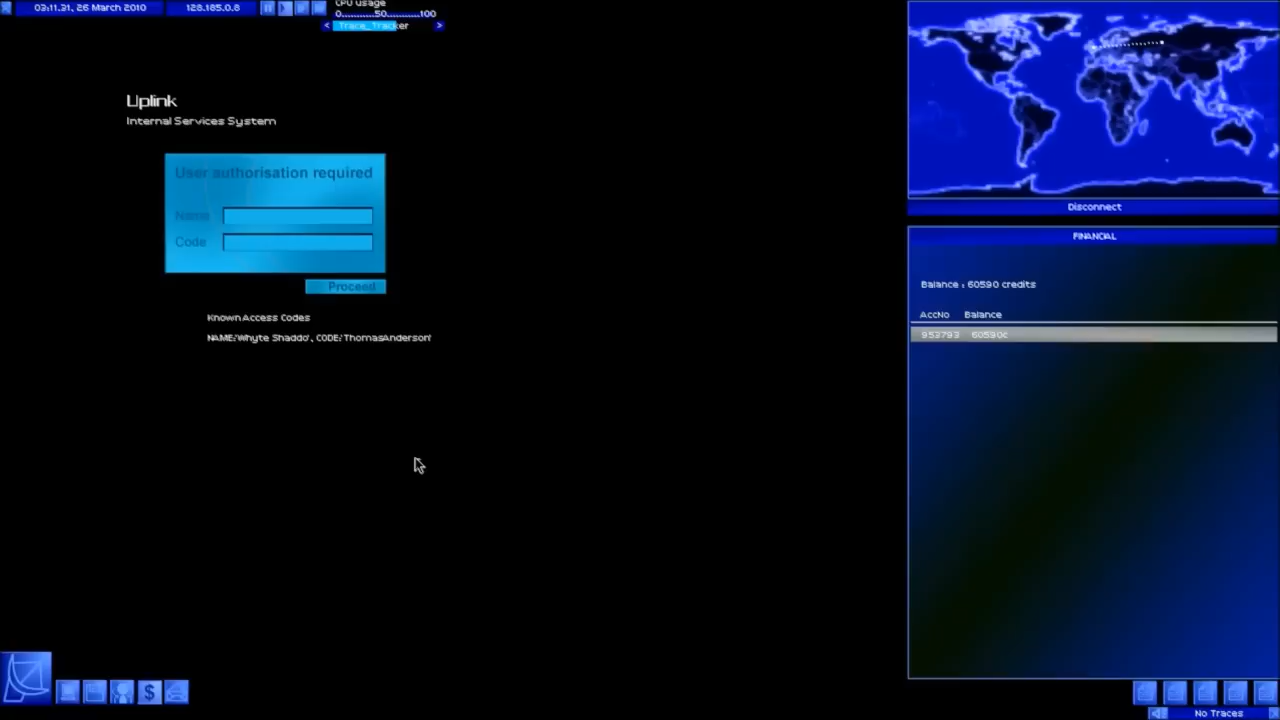 03:11.31, 26 March 2010
128.185.0.8
CPU usage
0..........50..........100
< Trace_Tracker >
Uplink
Internal Services System
User authorisation required
Name
Code
Proceed
Known Access Codes
NAME:'Whyte Shaddo', CODE:'ThomasAnderson'
Disconnect
FINANCIAL
Balance : 60590 credits
AccNo Balance
953793 60590c
$
No Traces